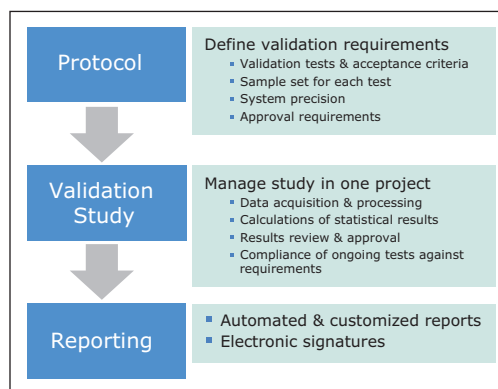 Protocol
Define validation requirements
Validation tests & acceptance criteria
Sample set for each test
System precision
Approval requirements
Validation
Study
Manage study in one project
Data acquisition & processing
Calculations of statistical results
Results review & approval
Compliance of ongoing tests against
requirements
Reporting
Automated & customized reports
Electronic signatures